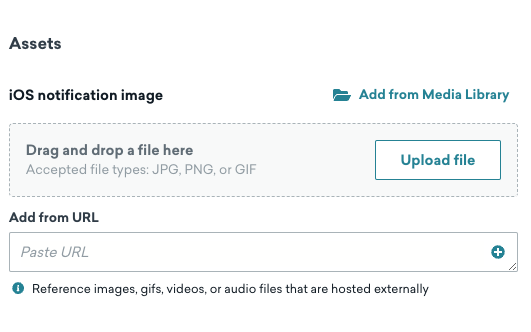 Assets
iOS notification image
Add from Media Library
Drag and drop a file here
Accepted file types: JPG, PNG, or GIF
Upload file
Add from URL
Paste URL
Reference images, gifs, videos, or audio files that are hosted externally